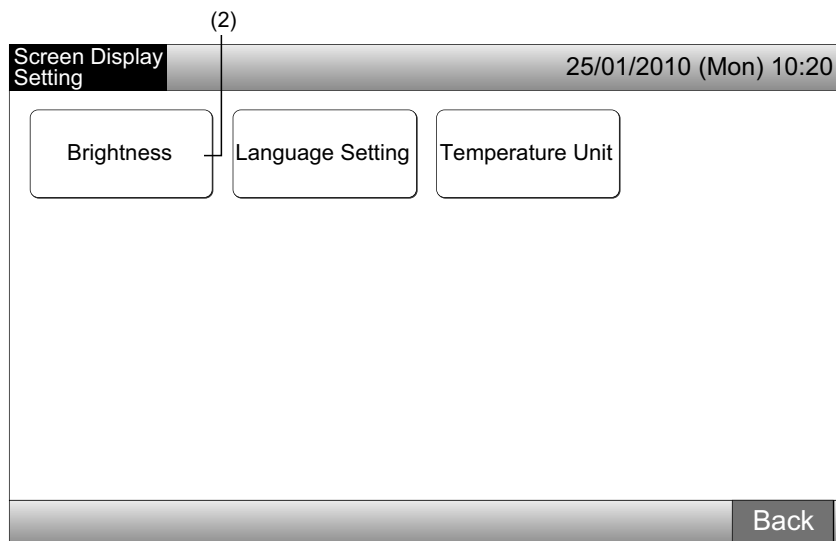 (2)
Screen Display
Setting
25/01/2010 (Mon) 10:20
Brightness
Language Setting
Temperature Unit
Back